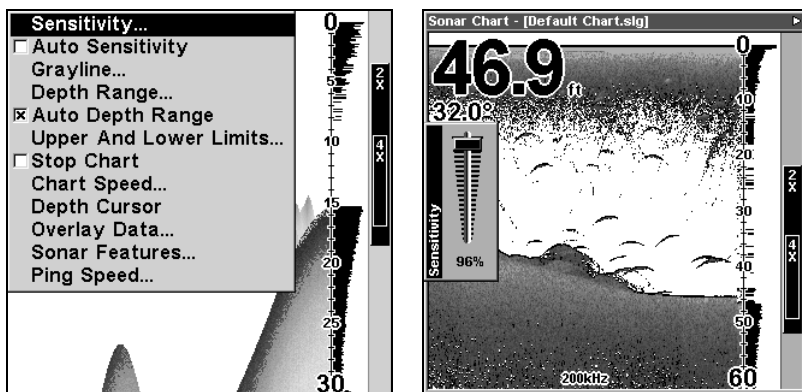 Sensitivity...
Auto Sensitivity
Grayline...
Depth Range...
Auto Depth Range
Upper And Lower Limits...
Stop Chart
Chart Speed...
Depth Cursor
Overlay Data...
Sonar Features...
Ping Speed...
0
5
10
15
20
25
30
2X
4X
Sonar Chart - [Default Chart.slg]
46.9 ft
32.0°
Sensitivity
96%
0
10
20
30
40
50
60
200kHz
2X
4X